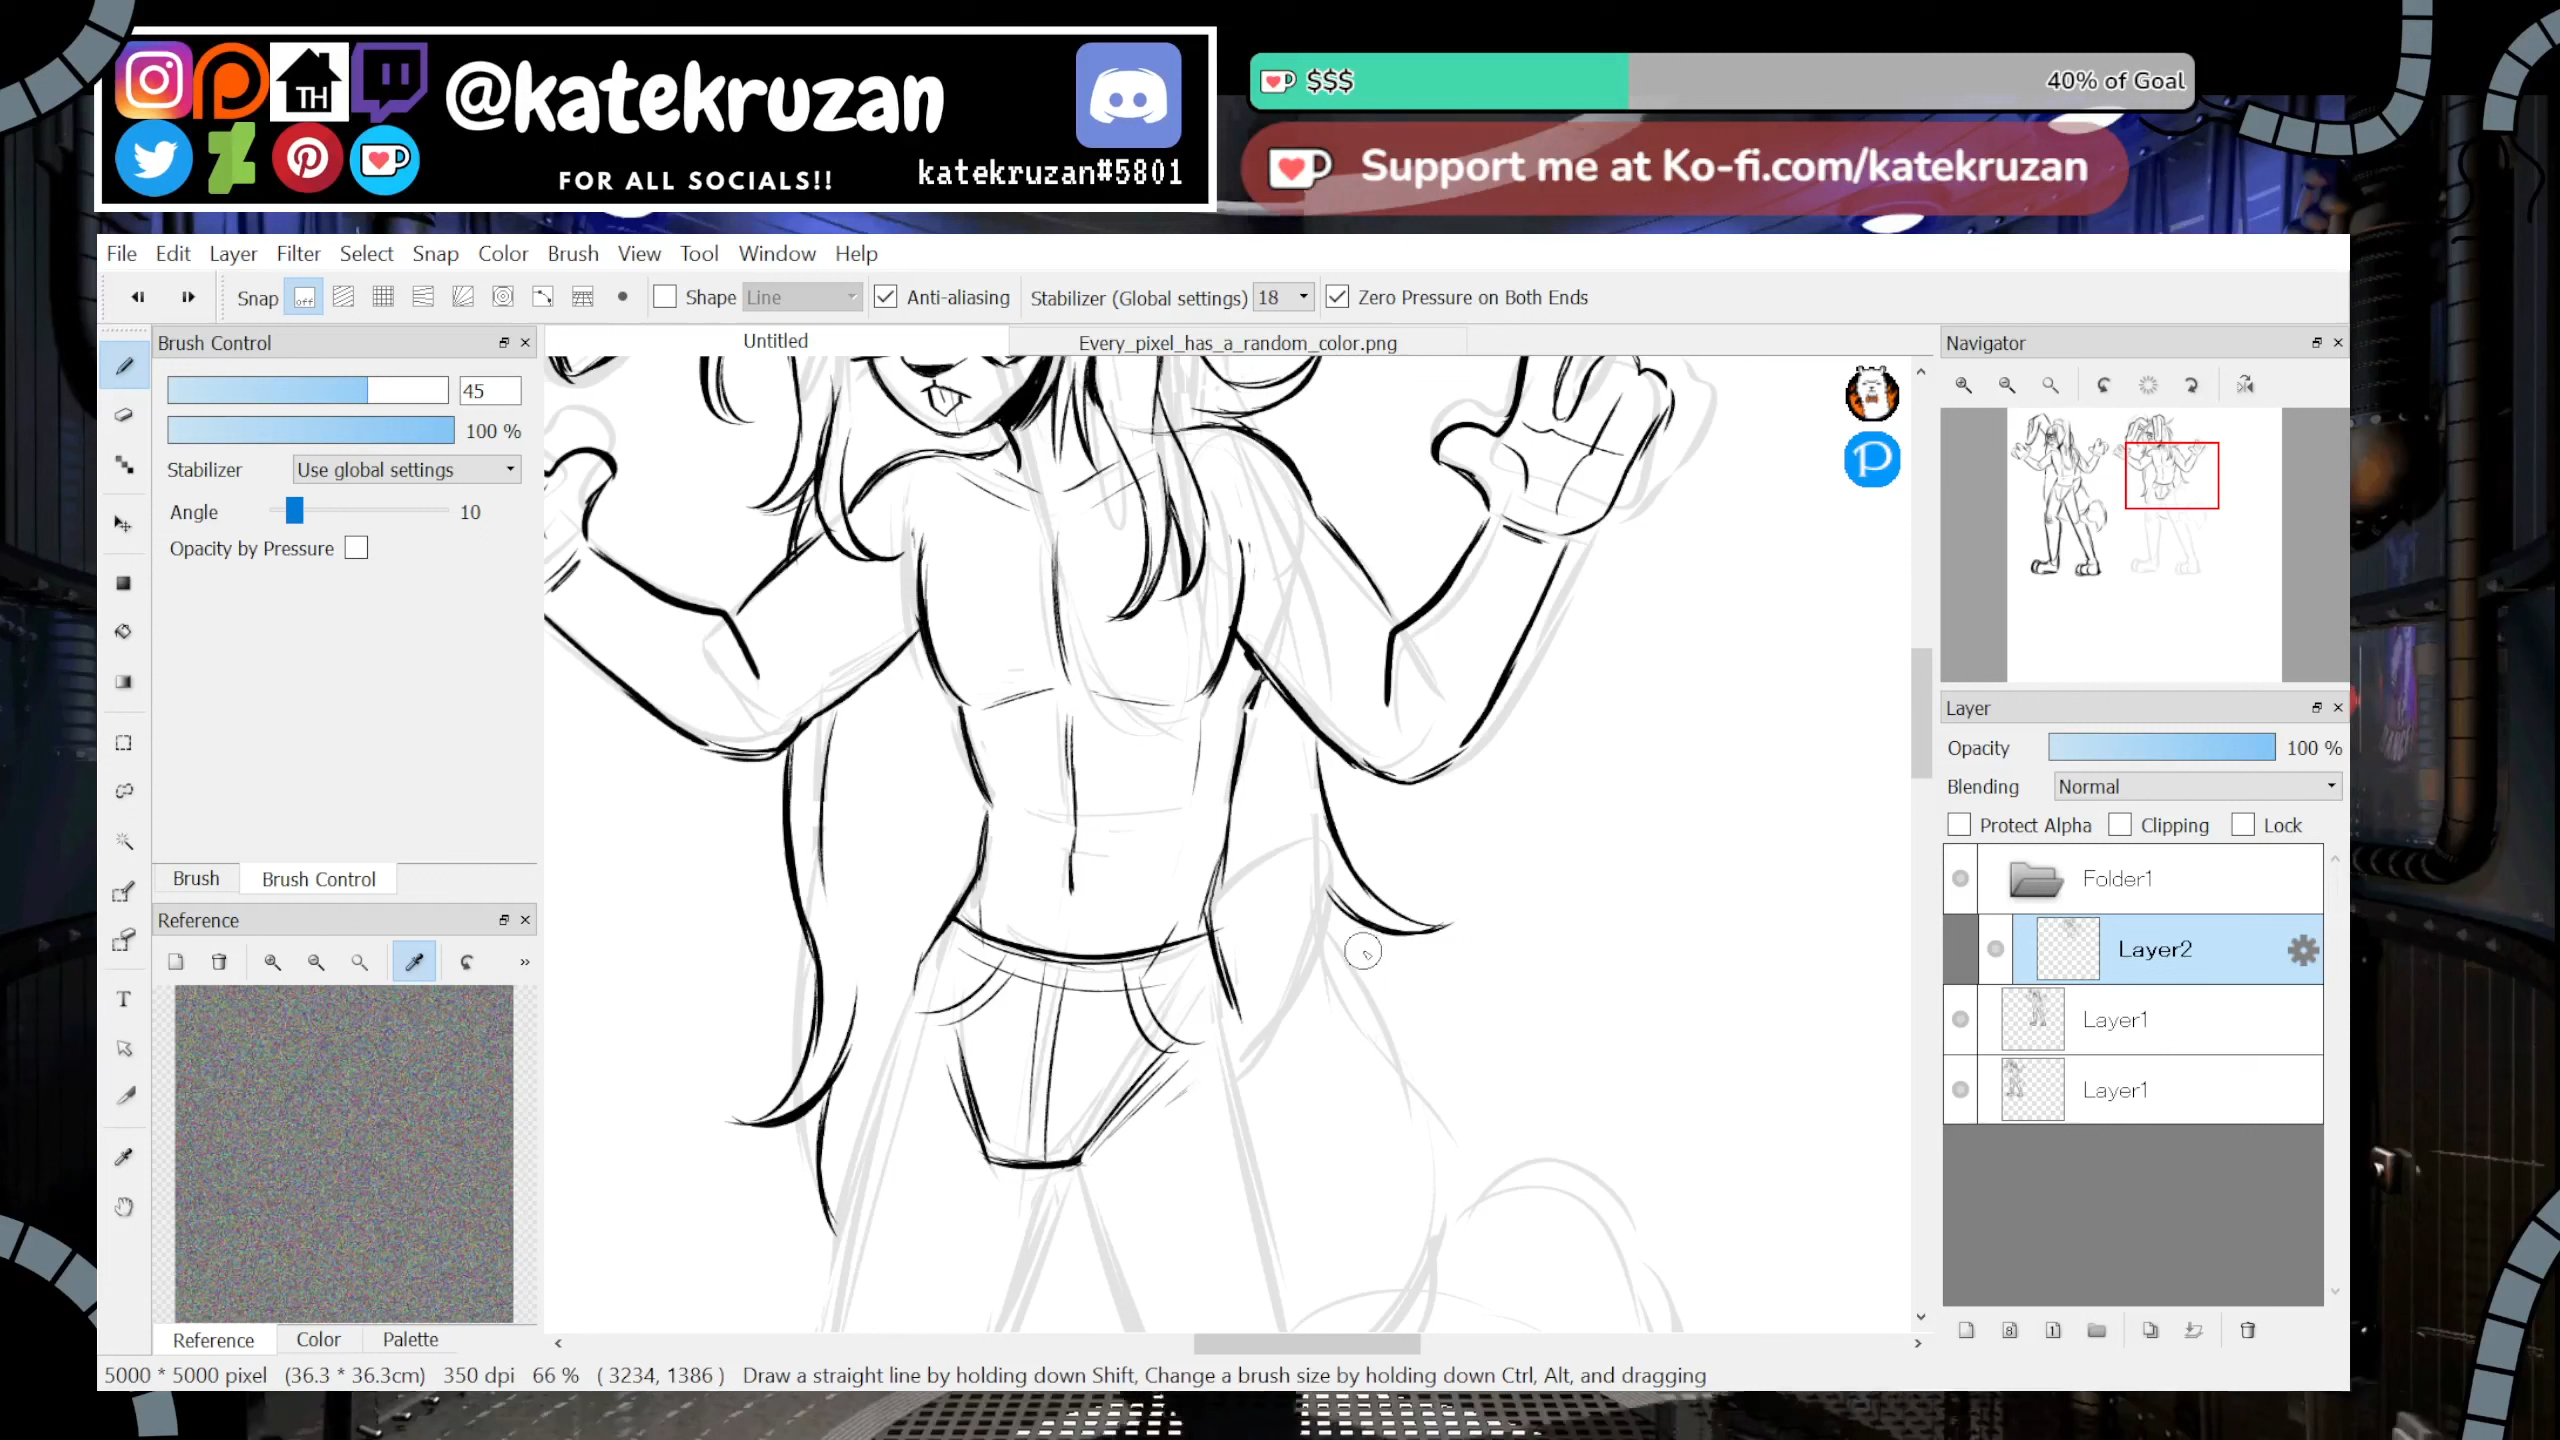 TH
@katekruzan
FOR ALL SOCIALS!!
katekruzan#5801
$$$
40% of Goal
Support me at Ko-fi.com/katekruzan
File Edit Layer Filter Select Snap Color Brush View Tool Window Help
Snap off Shape Line Anti-aliasing Stabilizer (Global settings) 18 Zero Pressure on Both Ends
Brush Control
45
100 %
Stabilizer Use global settings
Angle 10
Opacity by Pressure
Brush Brush Control
Reference
»
Reference Color Palette
Untitled Every_pixel_has_a_random_color.png
P
Navigator
Layer
Opacity 100 %
Blending Normal
Protect Alpha Clipping Lock
Folder1
Layer2
Layer1
Layer1
8 1
T
5000 * 5000 pixel (36.3 * 36.3cm) 350 dpi 66 % ( 3234, 1386 ) Draw a straight line by holding down Shift, Change a brush size by holding down Ctrl, Alt, and dragging